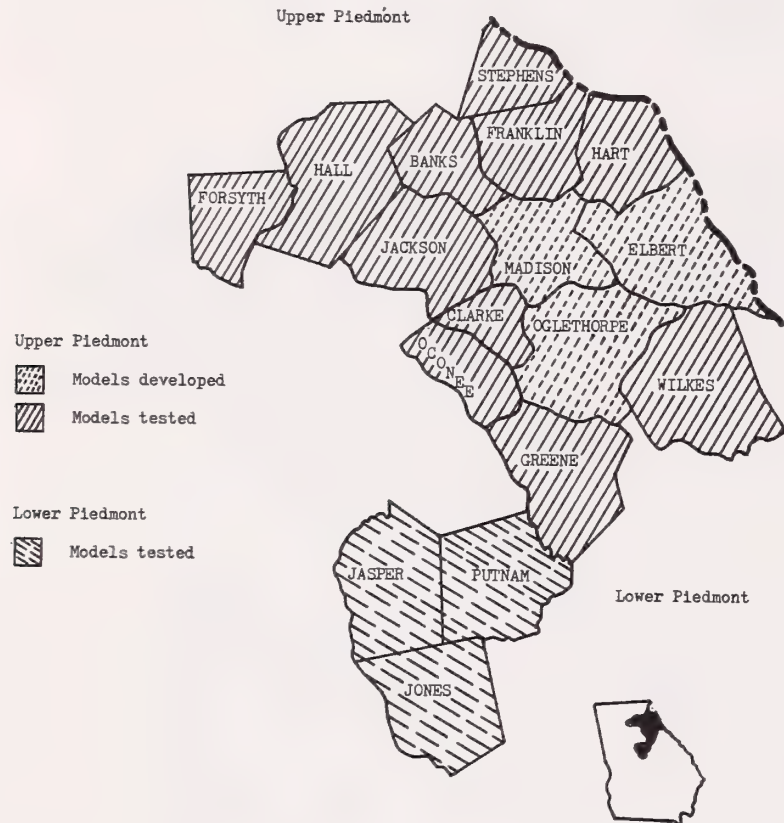 Upper Piedmont
STEPHENS
FRANKLIN
HART
BANKS
HALL
FORSYTH
JACKSON
MADISON
ELBERT
CLARKE
OGLETHORPE
OCONEE
WILKES
GREENE
Upper Piedmont
Models developed
Models tested
Lower Piedmont
Models tested
JASPER
PUTNAM
JONES
Lower Piedmont